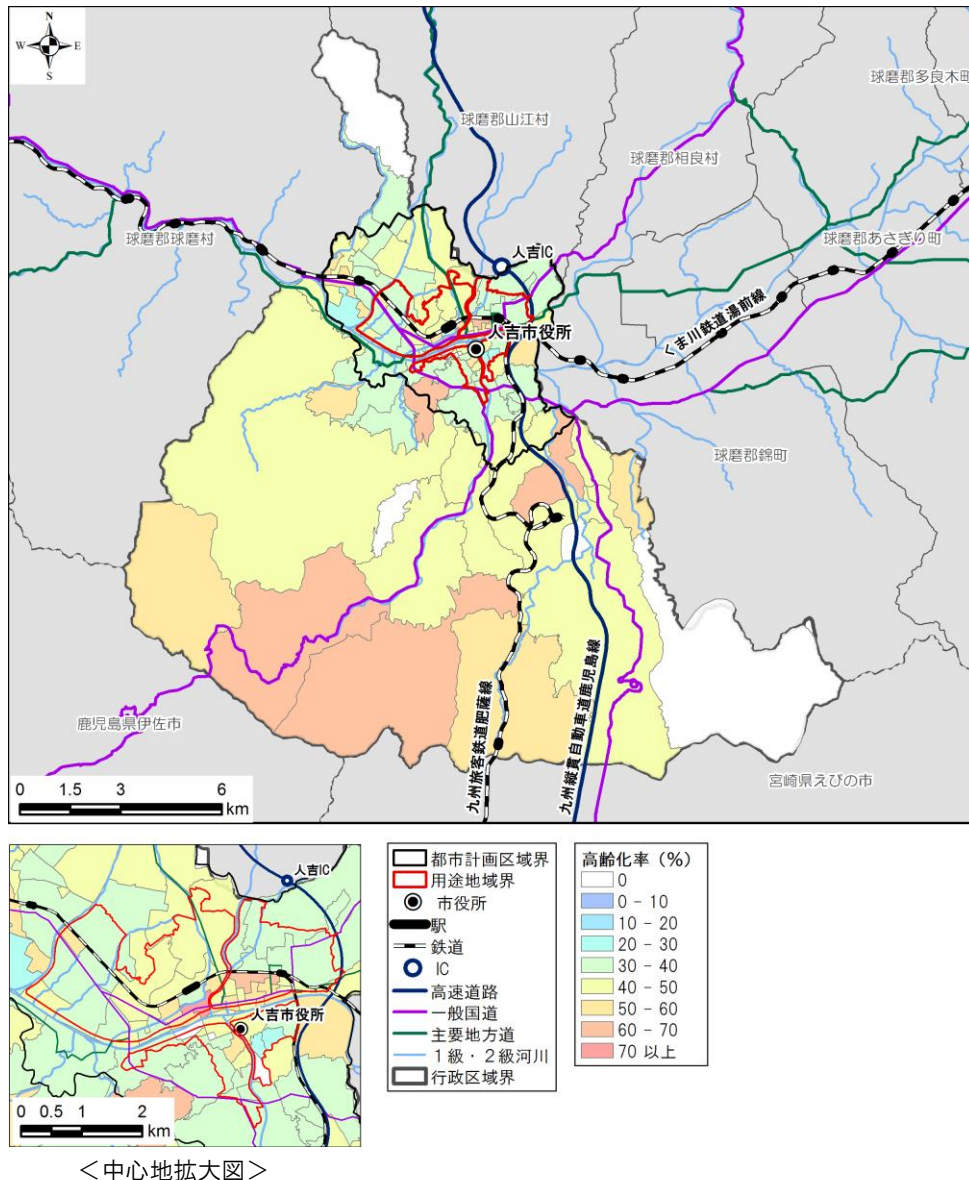 N
W E
S
球磨郡多良木町
球磨郡山江村
球磨郡相良村
球磨郡球磨村
球磨郡あさぎり町
人吉IC
くま川鉄道湯前線
人吉市役所
球磨郡錦町
九州旅客鉄道肥薩線
九州縦貫自動車道鹿児島線
鹿児島県伊佐市
宮崎県えびの市
0 1.5 3 6
km
人吉IC
人吉市役所
0 0.5 1 2
km
<中心地拡大図>
都市計画区域界
用途地域界
市役所
駅
鉄道
IC
高速道路
一般国道
主要地方道
1級・2級河川
行政区域界
高齢化率(%)
0
0 - 10
10 - 20
20 - 30
30 - 40
40 - 50
50 - 60
60 - 70
70 以上